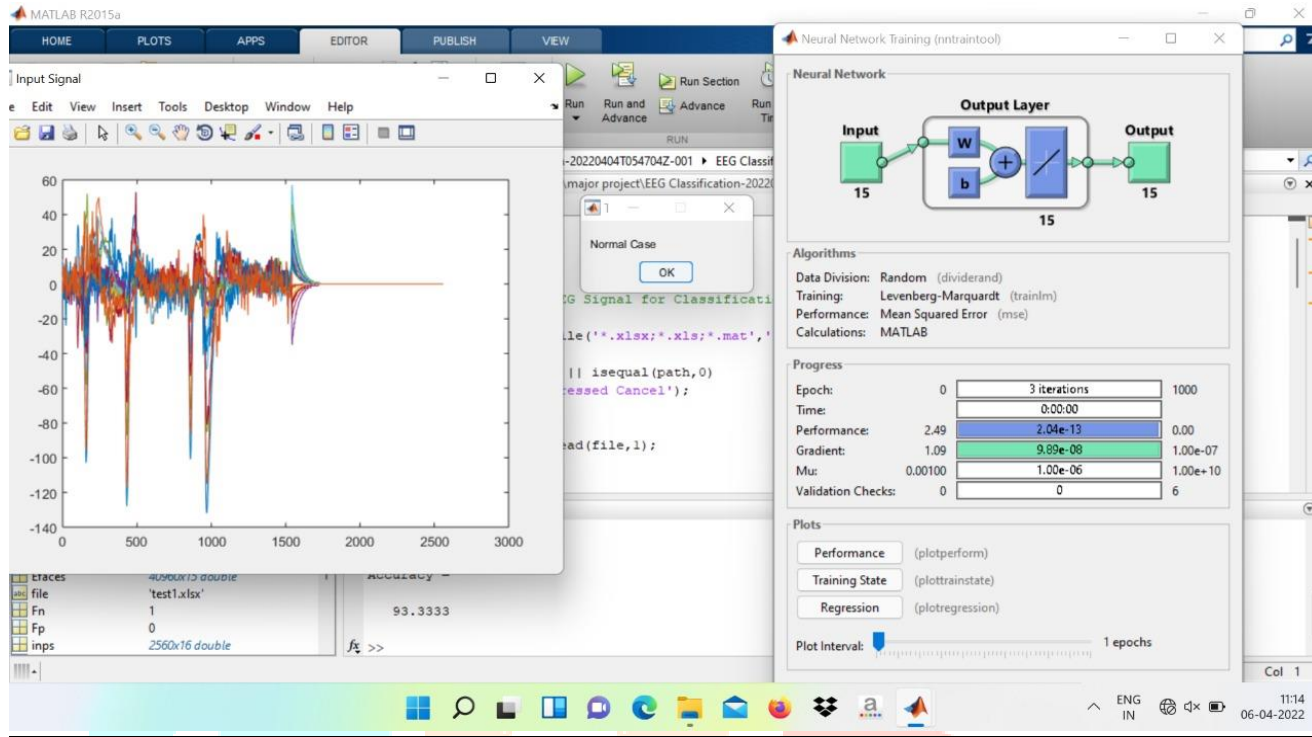 MATLAB R2015a
HOME PLOTS APPS EDITOR PUBLISH VIEW
Input Signal
Edit View Insert Tools Desktop Window Help
60
40
20
0
-20
-40
-60
-80
-100
-120
-140
0 500 1000 1500 2000 2500 3000
Run Run and Advance Run Section Advance Run
RUN
-20220404T054704Z-001 EEG Classif
\major project\EEG Classification-2022
Normal Case
OK
EG Signal for Classificati
ile('*.xlsx;*.xls;*.mat','
|| isequal(path,0)
essed Cancel');
ead(file,1);
Efaces 40960x15 double
file 'test1.xlsx'
Fn 1
Fp 0
inps 2560x16 double
Accuracy =
93.3333
fx >>
Neural Network Training (nntraintool)
Neural Network
Output Layer
Input Output
W
b
15 15
15
Algorithms
Data Division: Random (dividerand)
Training: Levenberg-Marquardt (trainlm)
Performance: Mean Squared Error (mse)
Calculations: MATLAB
Progress
Epoch: 0 3 iterations 1000
Time: 0:00:00
Performance: 2.49 2.04e-13 0.00
Gradient: 1.09 9.89e-08 1.00e-07
Mu: 0.00100 1.00e-06 1.00e+10
Validation Checks: 0 0 6
Plots
Performance (plotperform)
Training State (plottrainstate)
Regression (plotregression)
Plot Interval: 1 epochs
Col 1
ENG
IN
11:14
06-04-2022